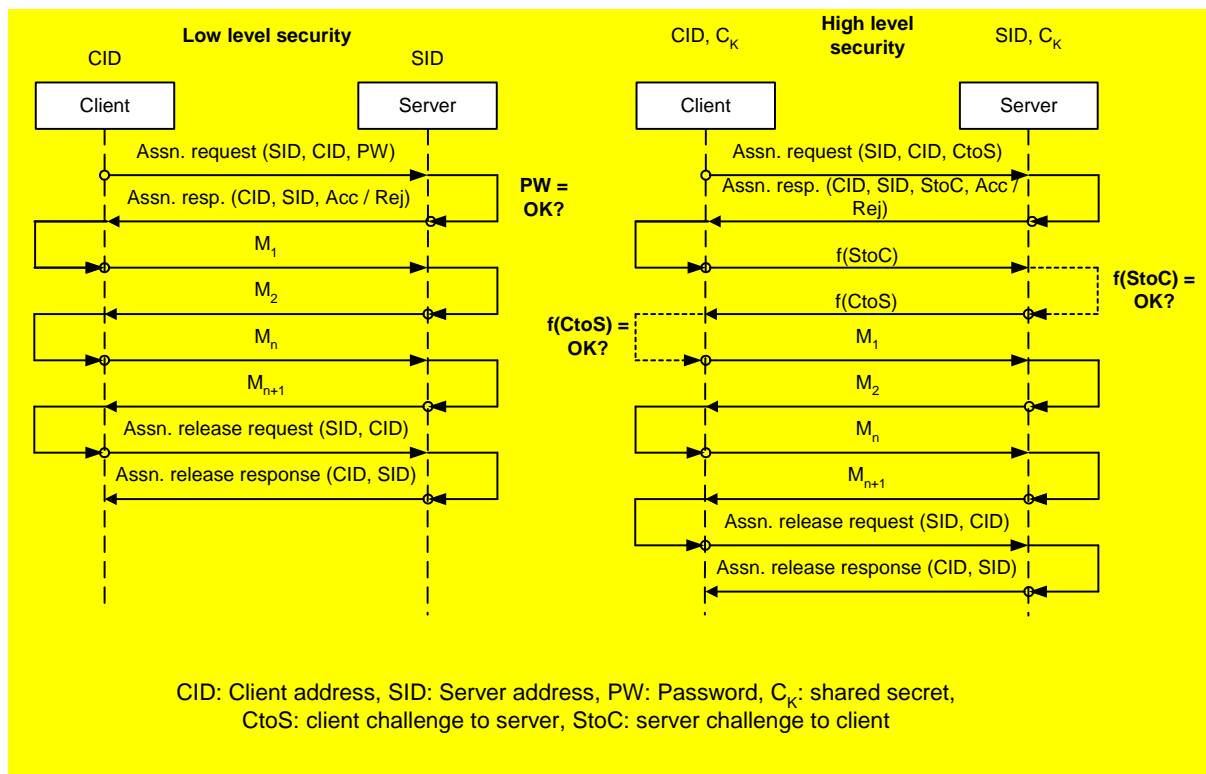 Low level security
CID
SID
Client
Server
Assn. request (SID, CID, PW)
PW =
OK?
Assn. resp. (CID, SID, Acc / Rej)
M1
M2
Mn
Mn+1
Assn. release request (SID, CID)
Assn. release response (CID, SID)
High level
security
CID, CK
SID, CK
Client
Server
Assn. request (SID, CID, CtoS)
Assn. resp. (CID, SID, StoC, Acc /
Rej)
f(StoC)
f(StoC) =
OK?
f(CtoS)
f(CtoS) =
OK?
M1
M2
Mn
Mn+1
Assn. release request (SID, CID)
Assn. release response (CID, SID)
CID: Client address, SID: Server address, PW: Password, CK: shared secret,
CtoS: client challenge to server, StoC: server challenge to client